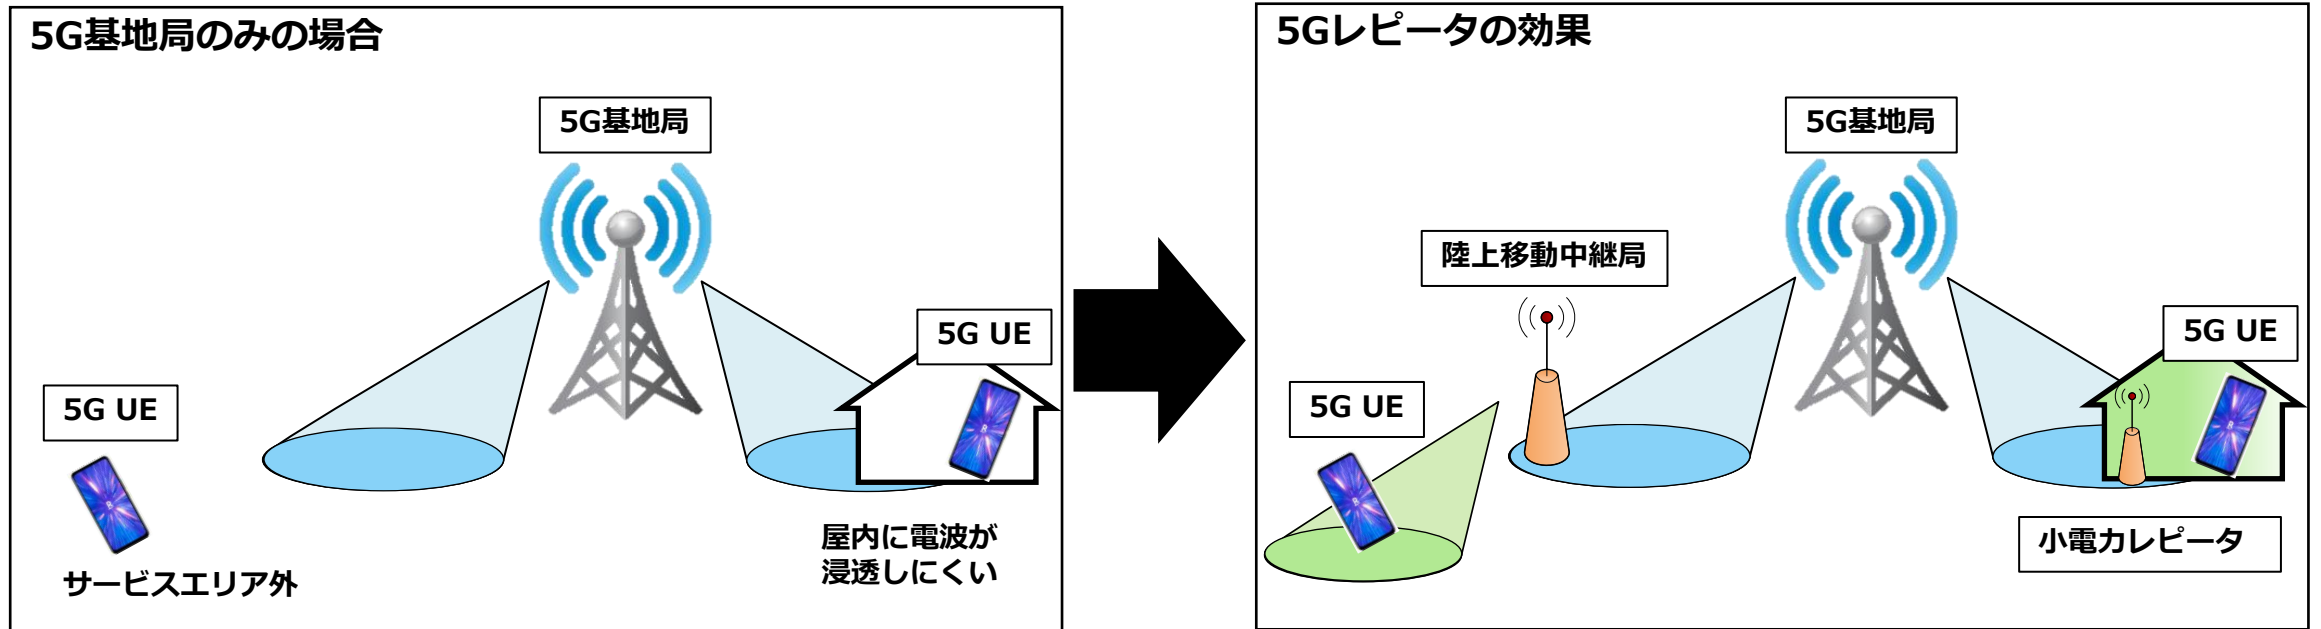 5G基地局のみの場合
5G基地局
5G UE
5G UE
サービスエリア外
屋内に電波が
浸透しにくい
5Gレピータの効果
5G基地局
陸上移動中継局
5G UE
5G UE
小電力レピータ